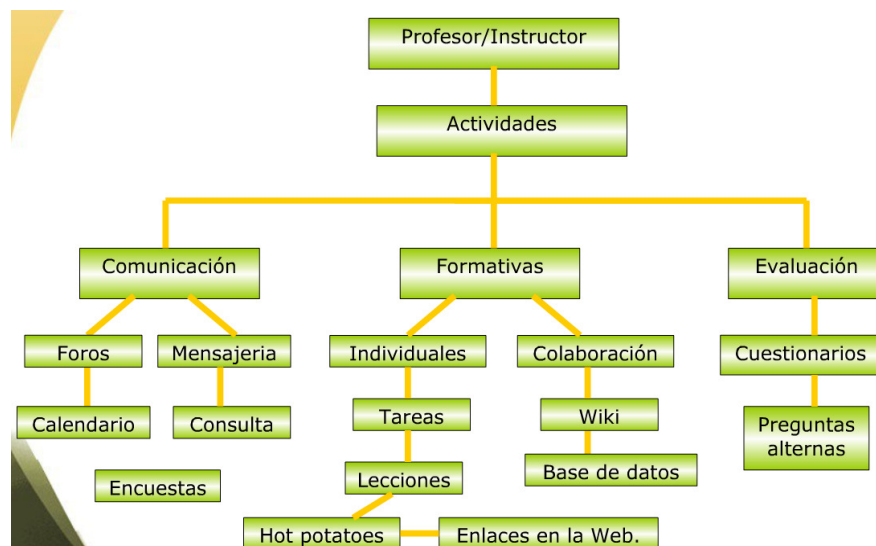 Profesor/Instructor
Actividades
Comunicación
Formativas
Evaluación
Foros
Mensajeria
Individuales
Colaboración
Cuestionarios
Calendario
Consulta
Tareas
Wiki
Preguntas
alternas
Encuestas
Lecciones
Base de datos
Hot potatoes
Enlaces en la Web.